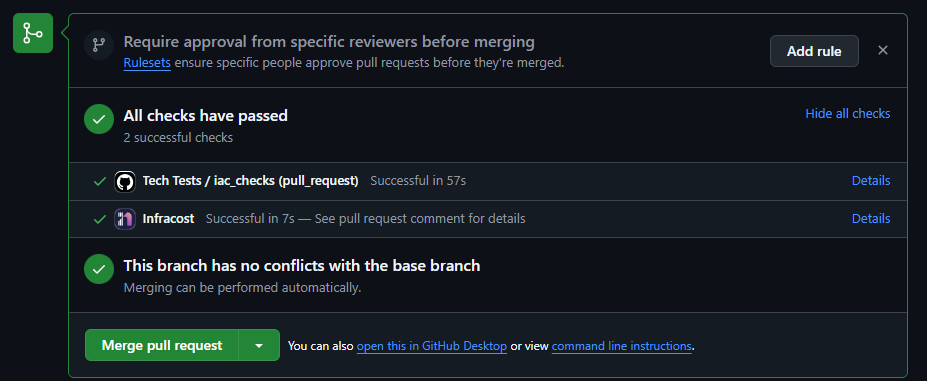 Require approval from specific reviewers before merging
Rulesets ensure specific people approve pull requests before they're merged.
Add rule
All checks have passed
2 successful checks
Hide all checks
Tech Tests / iac_checks (pull_request) Successful in 57s
Details
Infracost Successful in 7s — See pull request comment for details
Details
This branch has no conflicts with the base branch
Merging can be performed automatically.
Merge pull request
You can also open this in GitHub Desktop or view command line instructions.